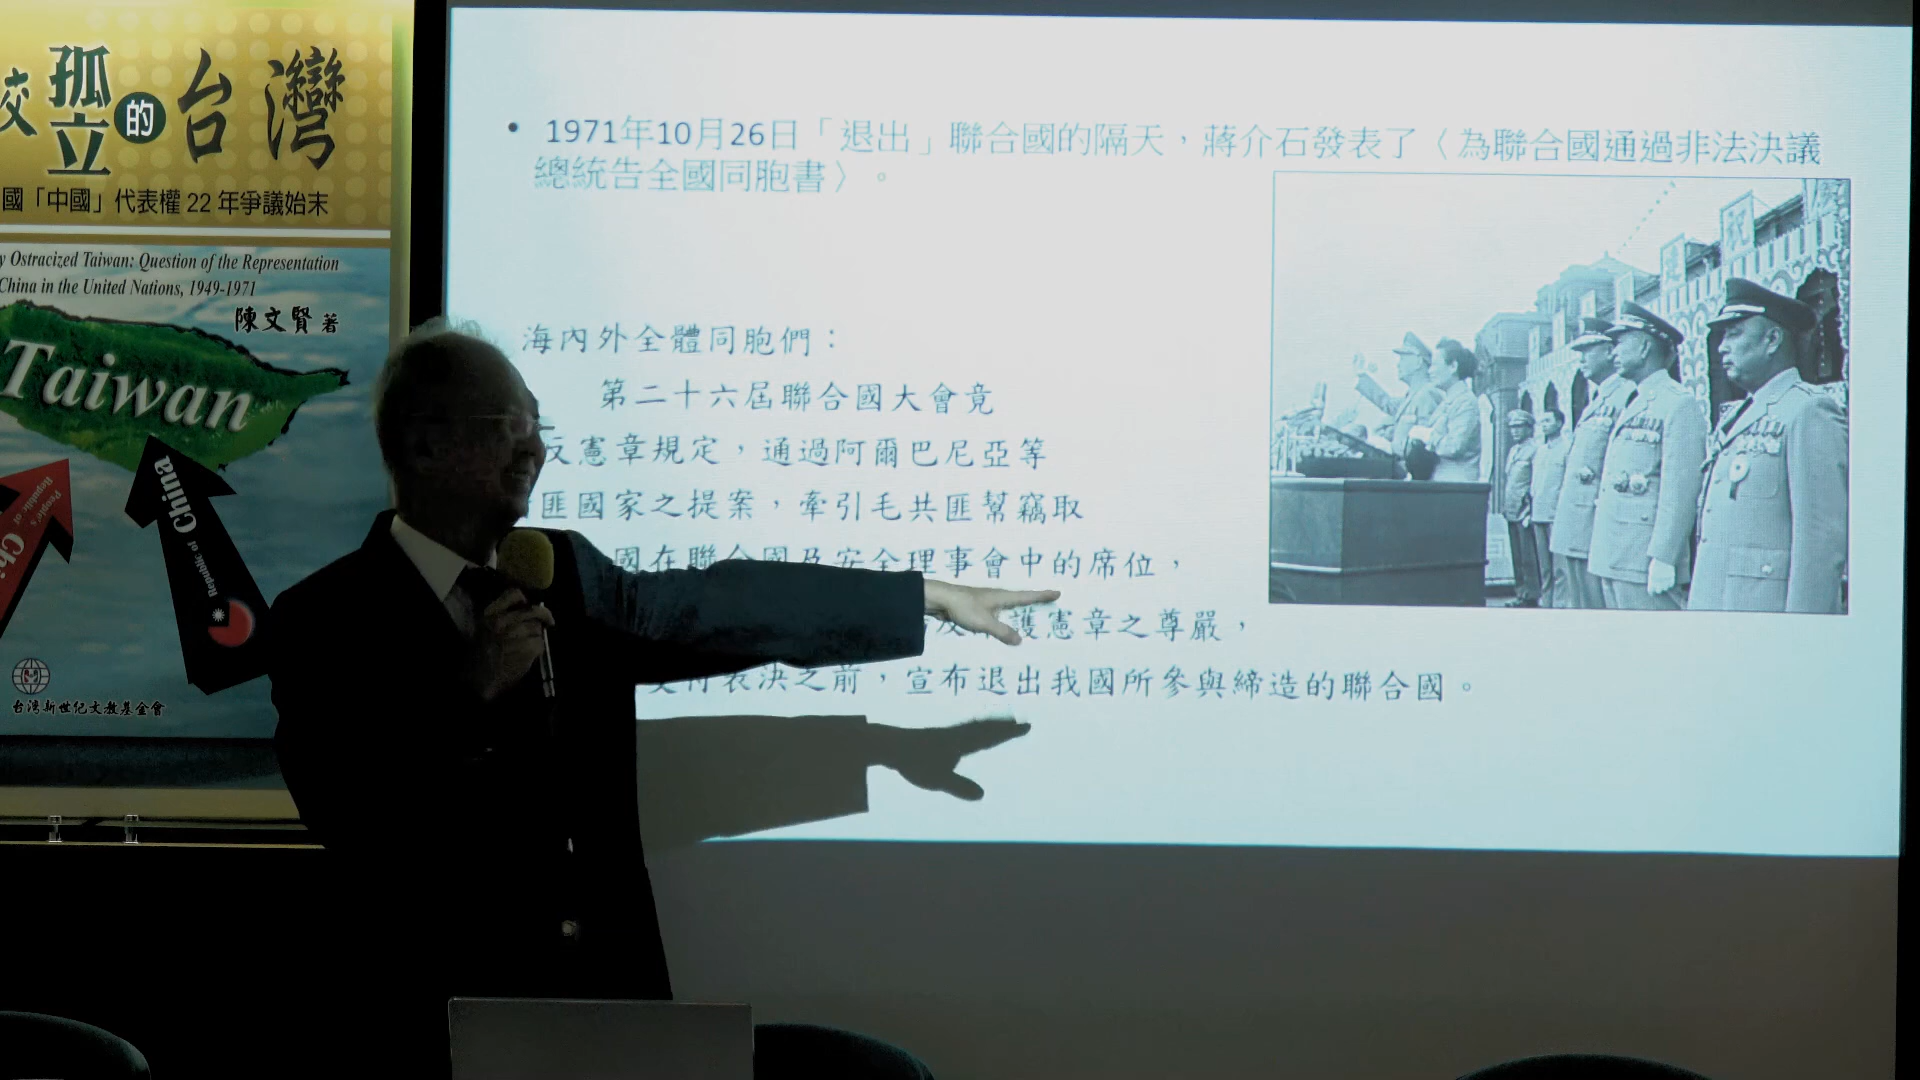 孤立的台灣
國「中國」代表權 22 年爭議始末
Ostracized Taiwan: Question of the Representation
China in the United Nations, 1949-1971
陳文賢 著
Taiwan
People's Republic of
Republic of China
台灣新世紀文教基金會
• 1971年10月26日「退出」聯合國的隔天，蔣介石發表了〈為聯合國通過非法決議
總統告全國同胞書〉。
海內外全體同胞們：
第二十六屆聯合國大會竟
反憲章規定，通過阿爾巴尼亞等
匪國家之提案，牽引毛共匪幫竊取
國在聯合國及安全理事會中的席位，
護憲章之尊嚴，
表決之前，宣布退出我國所參與締造的聯合國。